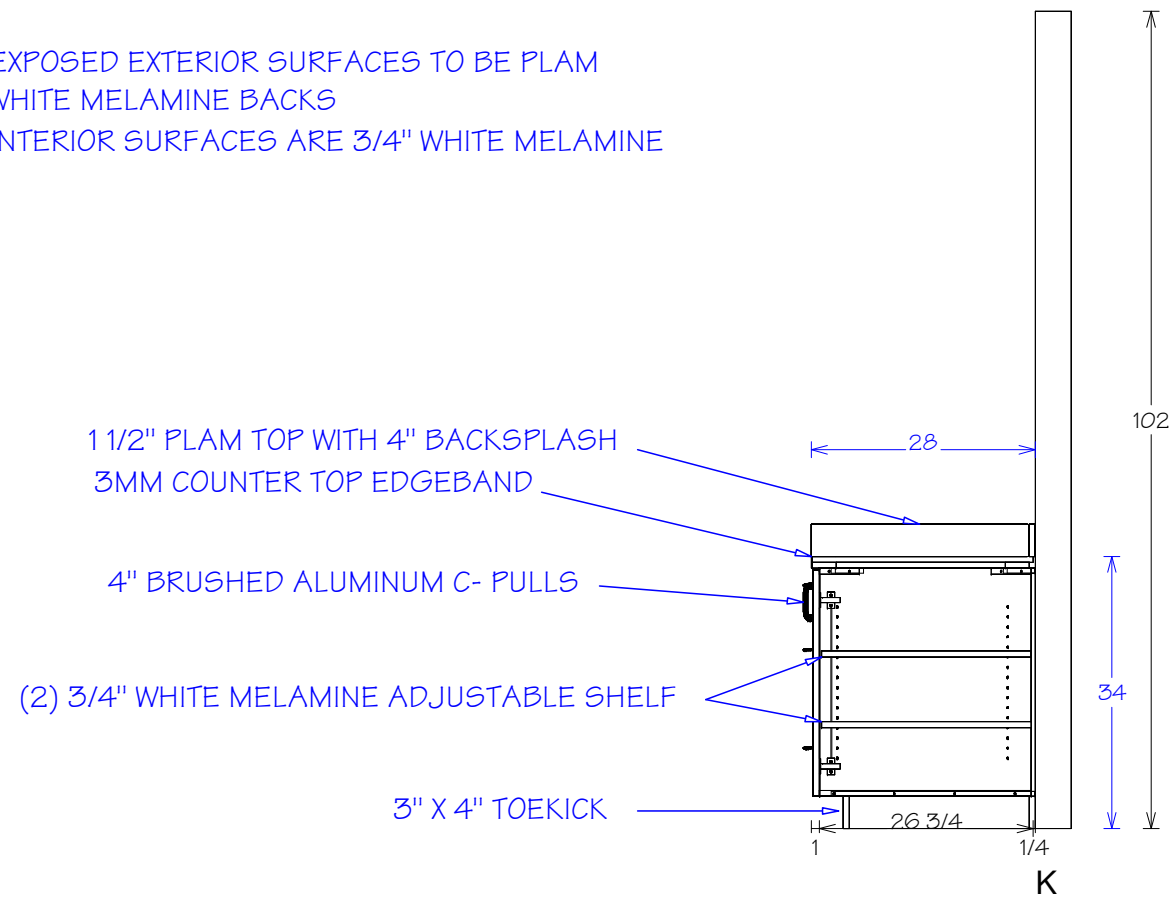 EXPOSED EXTERIOR SURFACES TO BE PLAM
WHITE MELAMINE BACKS
INTERIOR SURFACES ARE 3/4" WHITE MELAMINE
102
1 1/2" PLAM TOP WITH 4" BACKSPLASH
28
3MM COUNTER TOP EDGEBAND
4" BRUSHED ALUMINUM C- PULLS
(2) 3/4" WHITE MELAMINE ADJUSTABLE SHELF
34
3" X 4" TOEKICK
26 3/4
1
1/4
K